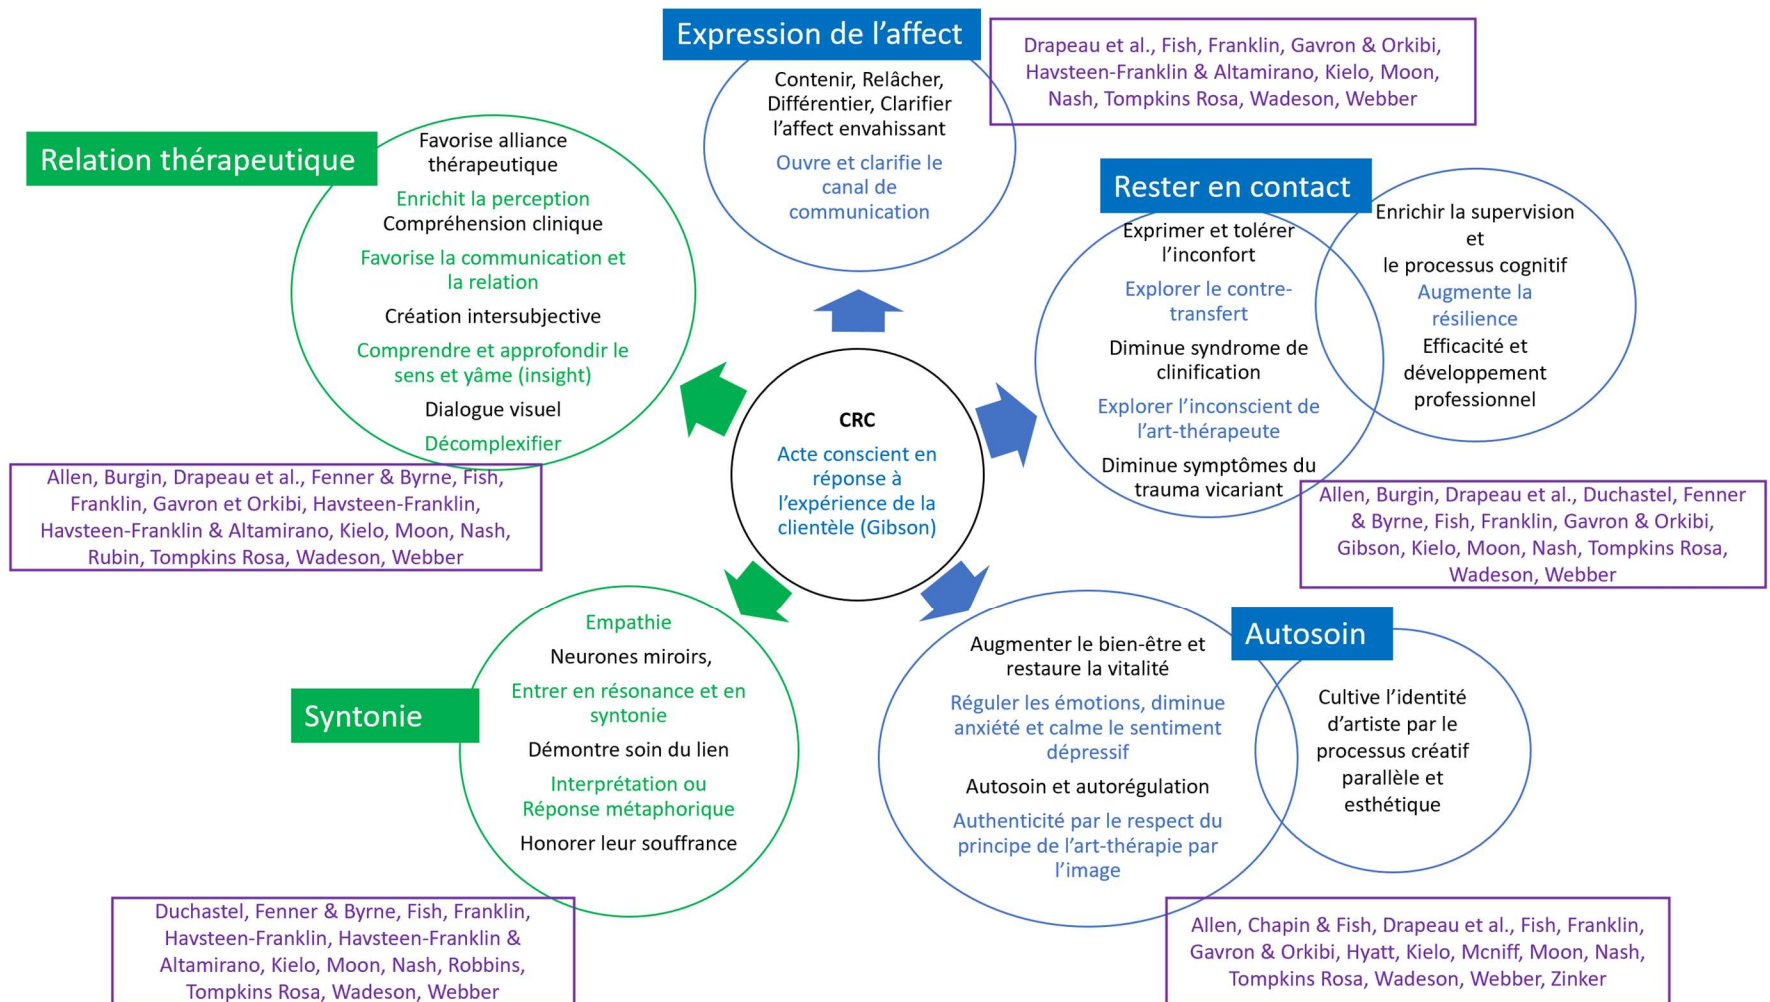 Expression de l’affect
Contenir, Relâcher,
Différentier, Clarifier
l’affect envahissant
Ouvre et clarifie le
canal de
communication
Drapeau et al., Fish, Franklin, Gavron & Orkibi,
Havsteen-Franklin & Altamirano, Kielo, Moon,
Nash, Tompkins Rosa, Wadeson, Webber
Relation thérapeutique
Favorise alliance
thérapeutique
Enrichit la perception
Compréhension clinique
Favorise la communication et
la relation
Création intersubjective
Comprendre et approfondir le
sens et yâme (insight)
Dialogue visuel
Décomplexifier
Allen, Burgin, Drapeau et al., Fenner & Byrne, Fish,
Franklin, Gavron et Orkibi, Havsteen-Franklin,
Havsteen-Franklin & Altamirano, Kielo, Moon, Nash,
Rubin, Tompkins Rosa, Wadeson, Webber
Rester en contact
Exprimer et tolérer
l’inconfort
Explorer le contre-
transfert
Diminue syndrome de
clinification
Explorer l’inconscient de
l’art-thérapeute
Diminue symptômes du
trauma vicariant
Enrichir la supervision
et
le processus cognitif
Augmente la
résilience
Efficacité et
développement
professionnel
Allen, Burgin, Drapeau et al., Duchastel, Fenner
& Byrne, Fish, Franklin, Gavron & Orkibi,
Gibson, Kielo, Moon, Nash, Tompkins Rosa,
Wadeson, Webber
CRC
Acte conscient en
réponse à
l’expérience de la
clientèle (Gibson)
Syntonie
Empathie
Neurones miroirs,
Entrer en résonance et en
syntonie
Démontre soin du lien
Interprétation ou
Réponse métaphorique
Honorer leur souffrance
Duchastel, Fenner & Byrne, Fish, Franklin,
Havsteen-Franklin, Havsteen-Franklin &
Altamirano, Kielo, Moon, Nash, Robbins,
Tompkins Rosa, Wadeson, Webber
Autosoin
Augmenter le bien-être et
restaure la vitalité
Réguler les émotions, diminue
anxiété et calme le sentiment
dépressif
Autosoin et autorégulation
Authenticité par le respect du
principe de l’art-thérapie par
l’image
Cultive l’identité
d’artiste par le
processus créatif
parallèle et
esthétique
Allen, Chapin & Fish, Drapeau et al., Fish, Franklin,
Gavron & Orkibi, Hyatt, Kielo, Mcniff, Moon, Nash,
Tompkins Rosa, Wadeson, Webber, Zinker